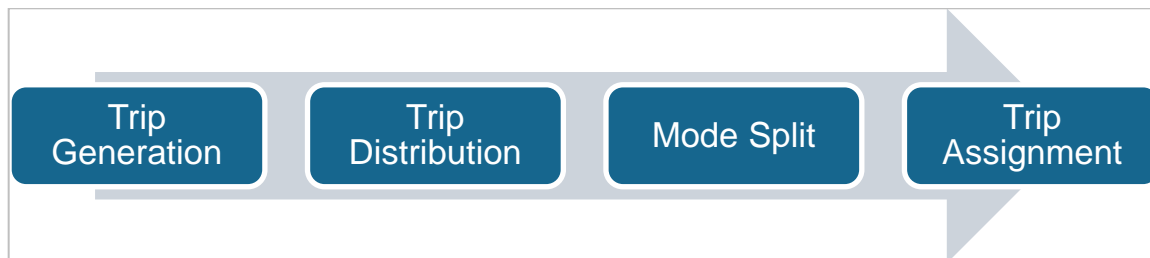 Trip
Generation
Trip
Distribution
Mode Split
Trip
Assignment